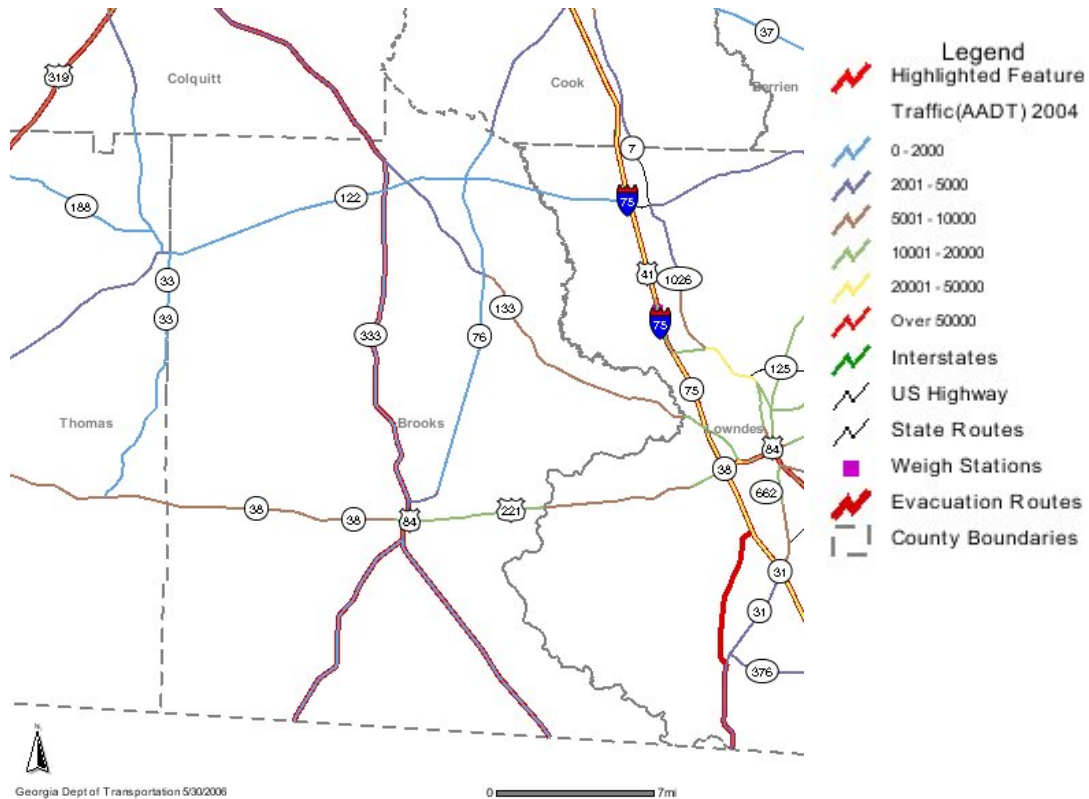 37
319
Colquitt
Cook
Berrien
7
188
122
75
33
41
1026
133
33
75
333
76
125
75
Thomas
Brooks
Lowndes
84
38
662
38
38
84
221
31
31
376
N
Georgia Dept of Transportation 5/30/2006
0 7mi
Legend
Highlighted Feature
Traffic(AADT) 2004
0 - 2000
2001 - 5000
5001 - 10000
10001 - 20000
20001 - 50000
Over 50000
Interstates
US Highway
State Routes
Weigh Stations
Evacuation Routes
County Boundaries